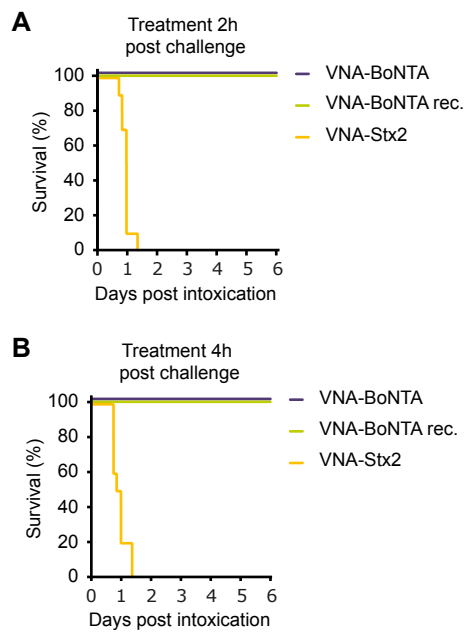 A
Treatment 2h
post challenge
100
80
60
40
20
0
Survival (%)
0 1 2 3 4 5 6
Days post intoxication
VNA-BoNTA
VNA-BoNTA rec.
VNA-Stx2
B
Treatment 4h
post challenge
100
80
60
40
20
0
Survival (%)
0 1 2 3 4 5 6
Days post intoxication
VNA-BoNTA
VNA-BoNTA rec.
VNA-Stx2